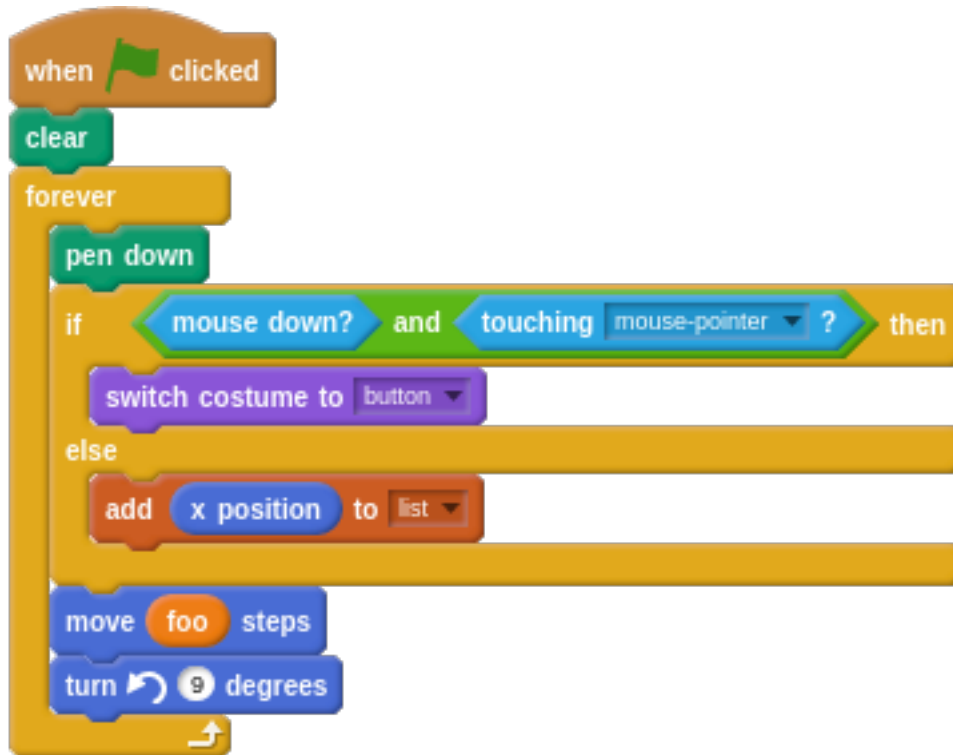 when clicked
clear
forever
pen down
if mouse down? and touching mouse-pointer ? then
switch costume to button
else
add x position to list
move foo steps
turn 9 degrees